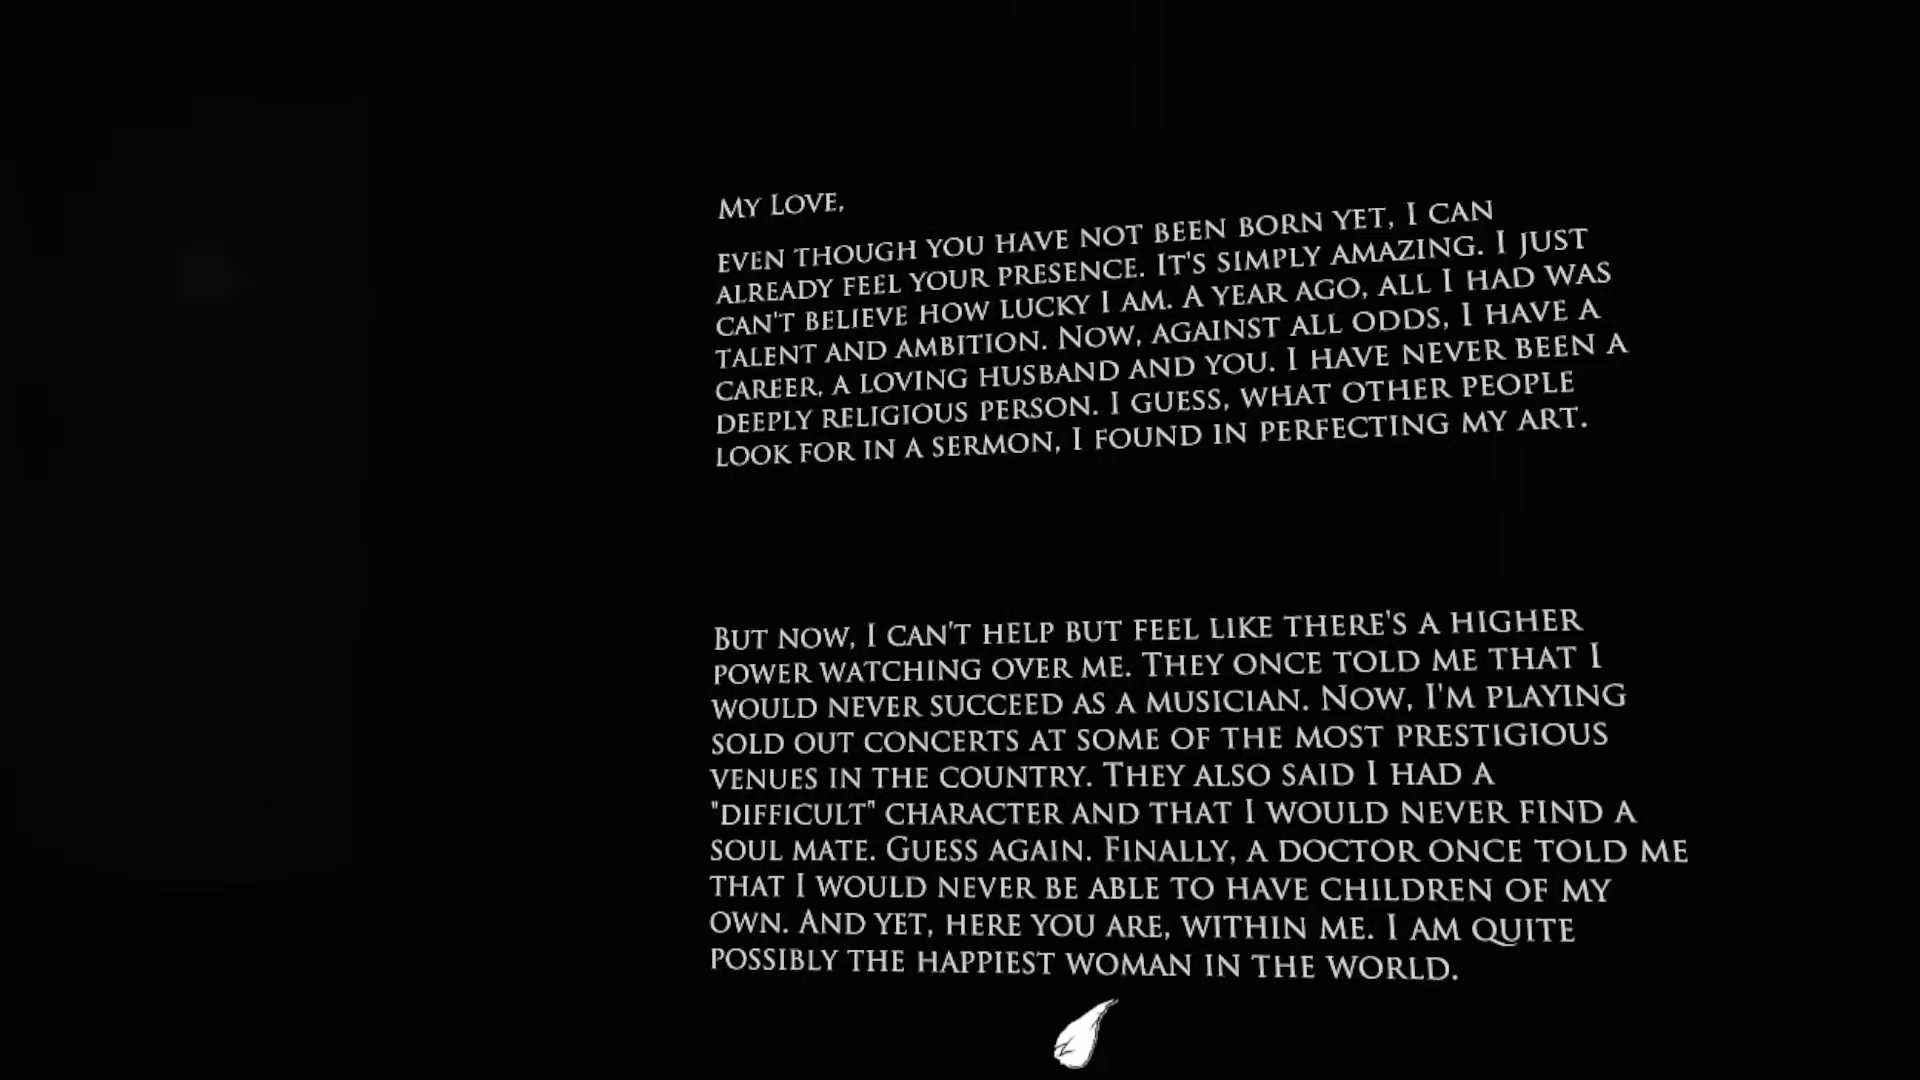 My Love,
even though you have not been born yet, I can
already feel your presence. It's simply amazing. I just
can't believe how lucky I am. A year ago, all I had was
talent and ambition. Now, against all odds, I have a
career, a loving husband and you. I have never been a
deeply religious person. I guess, what other people
look for in a sermon, I found in perfecting my art.
But now, I can't help but feel like there's a higher
power watching over me. They once told me that I
would never succeed as a musician. Now, I'm playing
sold out concerts at some of the most prestigious
venues in the country. They also said I had a
"difficult" character and that I would never find a
soul mate. Guess again. Finally, a doctor once told me
that I would never be able to have children of my
own. And yet, here you are, within me. I am quite
possibly the happiest woman in the world.